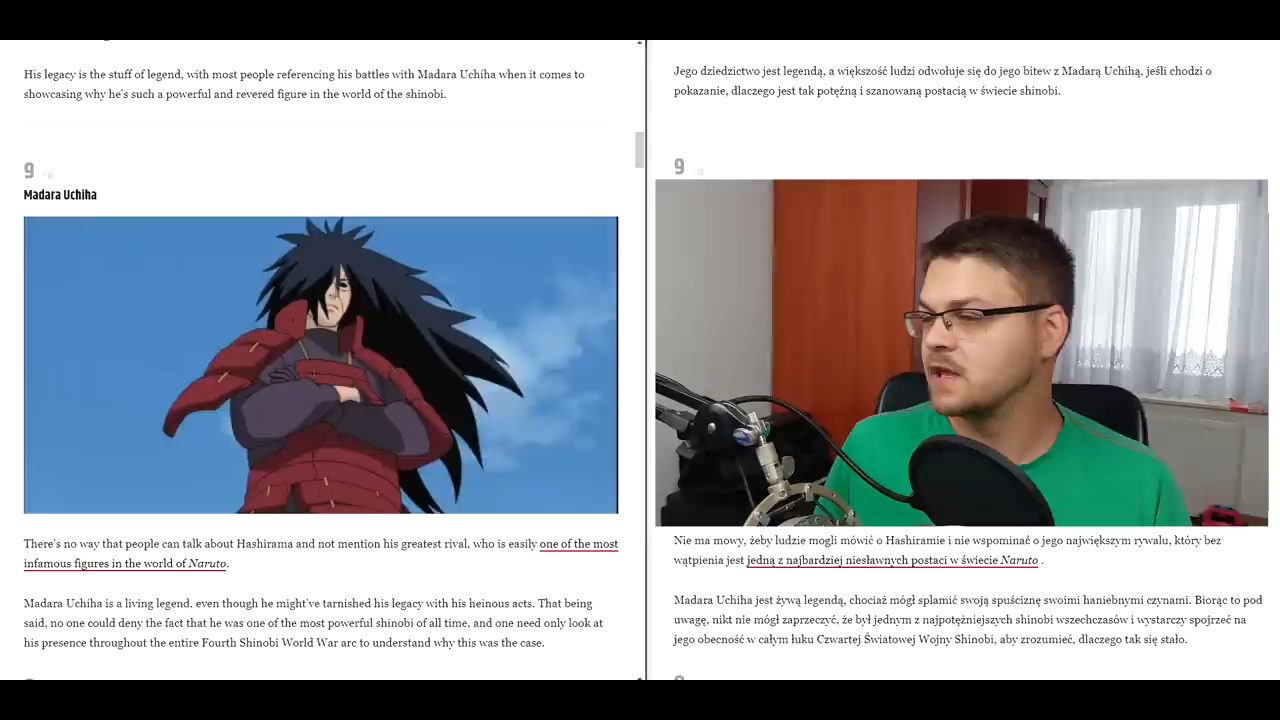 His legacy is the stuff of legend, with most people referencing his battles with Madara Uchiha when it comes to
showcasing why he's such a powerful and revered figure in the world of the shinobi.
9 / 10
Madara Uchiha
There's no way that people can talk about Hashirama and not mention his greatest rival, who is easily one of the most
infamous figures in the world of Naruto.
Madara Uchiha is a living legend, even though he might've tarnished his legacy with his heinous acts. That being
said, no one could deny the fact that he was one of the most powerful shinobi of all time, and one need only look at
his presence throughout the entire Fourth Shinobi World War arc to understand why this was the case.
Jego dziedzictwo jest legendą, a większość ludzi odwołuje się do jego bitew z Madarą Uchihą, jeśli chodzi o
pokazanie, dlaczego jest tak potężną i szanowaną postacią w świecie shinobi.
9 / 10
Nie ma mowy, żeby ludzie mogli mówić o Hashiramie i nie wspominać o jego największym rywalu, który bez
wątpienia jest jedną z najbardziej niesławnych postaci w świecie Naruto .
Madara Uchiha jest żywą legendą, chociaż mógł splamić swoją spuściznę swoimi haniebnymi czynami. Biorąc to pod
uwagę, nikt nie mógł zaprzeczyć, że był jednym z najpotężniejszych shinobi wszechczasów i wystarczy spojrzeć na
jego obecność w całym łuku Czwartej Światowej Wojny Shinobi, aby zrozumieć, dlaczego tak się stało.